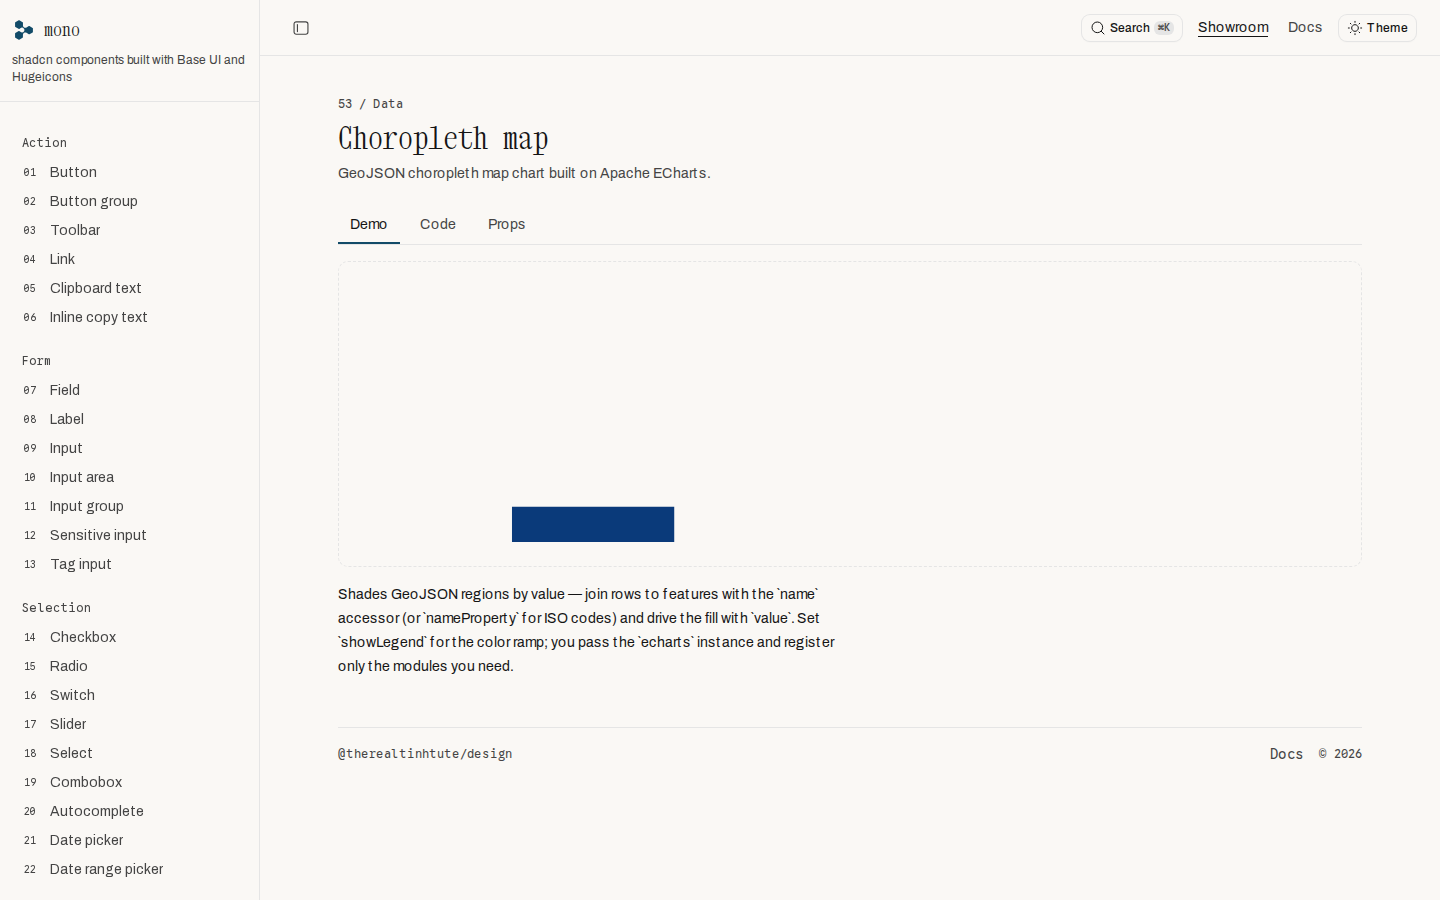 mono
shadcn components built with Base UI and
Hugeicons
Action
01 Button
02 Button group
03 Toolbar
04 Link
05 Clipboard text
06 Inline copy text
Form
07 Field
08 Label
09 Input
10 Input area
11 Input group
12 Sensitive input
13 Tag input
Selection
14 Checkbox
15 Radio
16 Switch
17 Slider
18 Select
19 Combobox
20 Autocomplete
21 Date picker
22 Date range picker
Search ⌘K Showroom Docs Theme
53 / Data
Choropleth map
GeoJSON choropleth map chart built on Apache ECharts.
Demo Code Props
Shades GeoJSON regions by value — join rows to features with the `name`
accessor (or `nameProperty` for ISO codes) and drive the fill with `value`. Set
`showLegend` for the color ramp; you pass the `echarts` instance and register
only the modules you need.
@therealtinhtute/design Docs © 2026